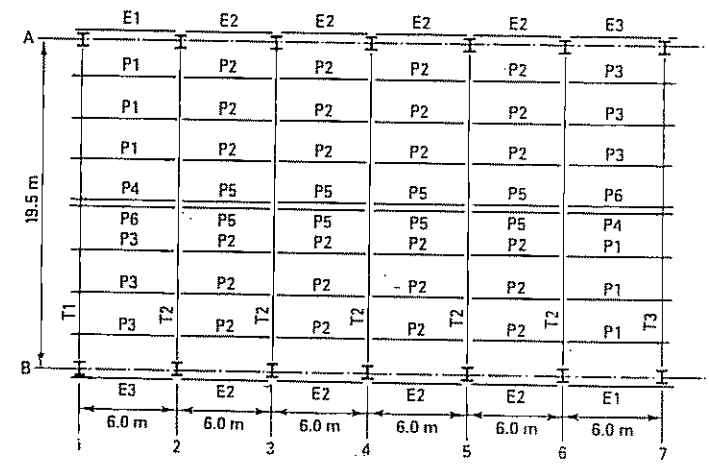 E1 E2 E2 E2 E2 E3
A
P1 P2 P2 P2 P2 P3
P1 P2 P2 P2 P2 P3
P1 P2 P2 P2 P2 P3
P4 P5 P5 P5 P5 P6
19.5 m
P6 P5 P5 P5 P5 P4
P3 P2 P2 P2 P2 P1
P3 P2 P2 P2 P2 P1
T1 T2 T2 T2 T2 T2 T3
P3 P2 P2 P2 P2 P1
B
E3 E2 E2 E2 E2 E1
6.0 m 6.0 m 6.0 m 6.0 m 6.0 m 6.0 m
1 2 3 4 5 6 7